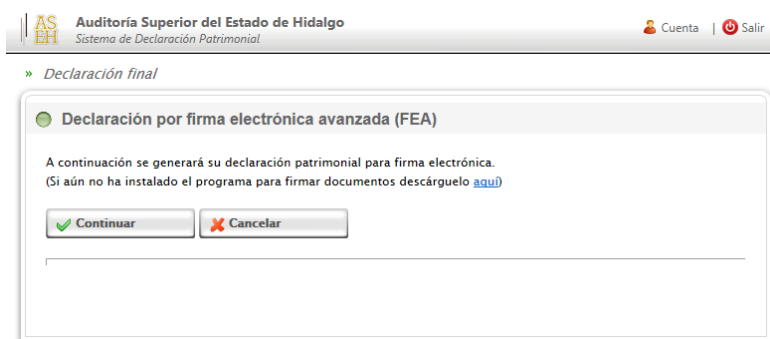 ASEH
Auditoría Superior del Estado de Hidalgo
Sistema de Declaración Patrimonial
Cuenta | Salir
» Declaración final
Declaración por firma electrónica avanzada (FEA)
A continuación se generará su declaración patrimonial para firma electrónica.
(Si aún no ha instalado el programa para firmar documentos descárguelo aquí)
Continuar Cancelar